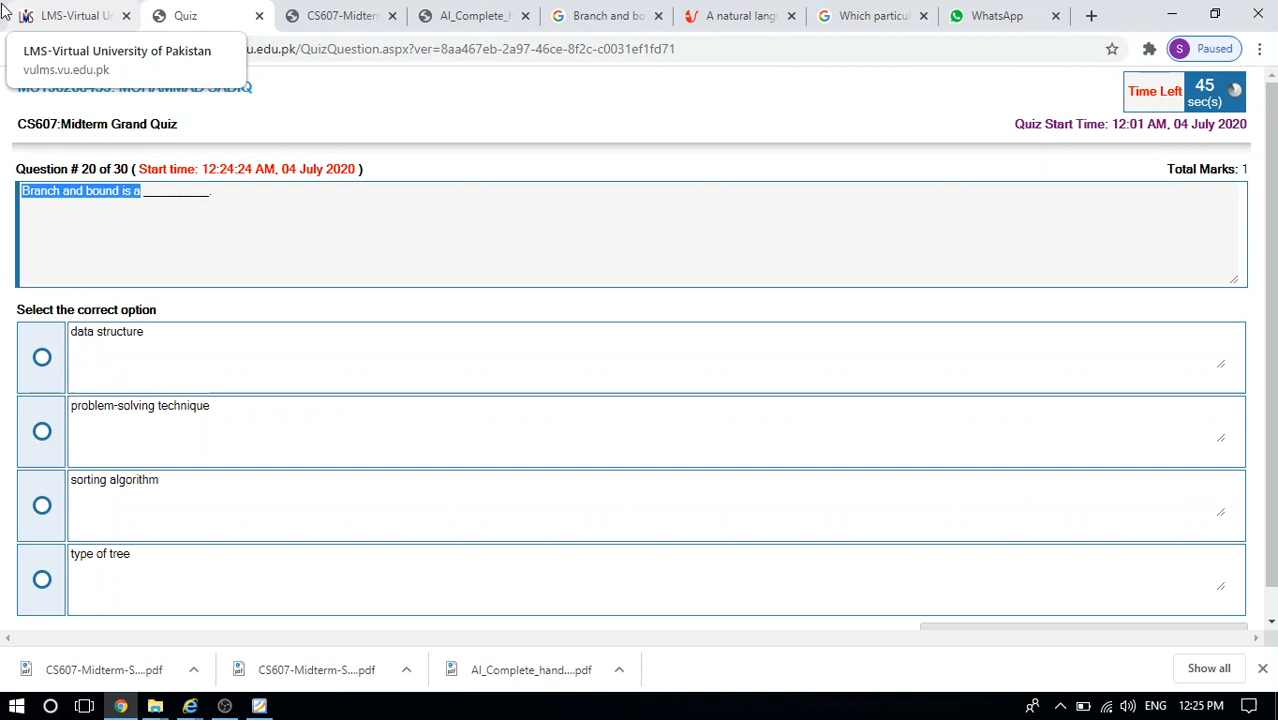 LMS-Virtual U
Quiz
CS607-Midterm
AI_Complete_h
Branch and bo
A natural lang
Which particul
WhatsApp
LMS-Virtual University of Pakistan
vulms.vu.edu.pk
u.edu.pk/QuizQuestion.aspx?ver=8aa467eb-2a97-46ce-8f2c-c0031ef1fd71
S Paused
Time Left 45 sec(s)
CS607:Midterm Grand Quiz
Quiz Start Time: 12:01 AM, 04 July 2020
Question # 20 of 30 ( Start time: 12:24:24 AM, 04 July 2020 )
Total Marks: 1
Branch and bound is a __________.
Select the correct option
data structure
problem-solving technique
sorting algorithm
type of tree
CS607-Midterm-S....pdf
CS607-Midterm-S....pdf
AI_Complete_hand....pdf
Show all
ENG
12:25 PM